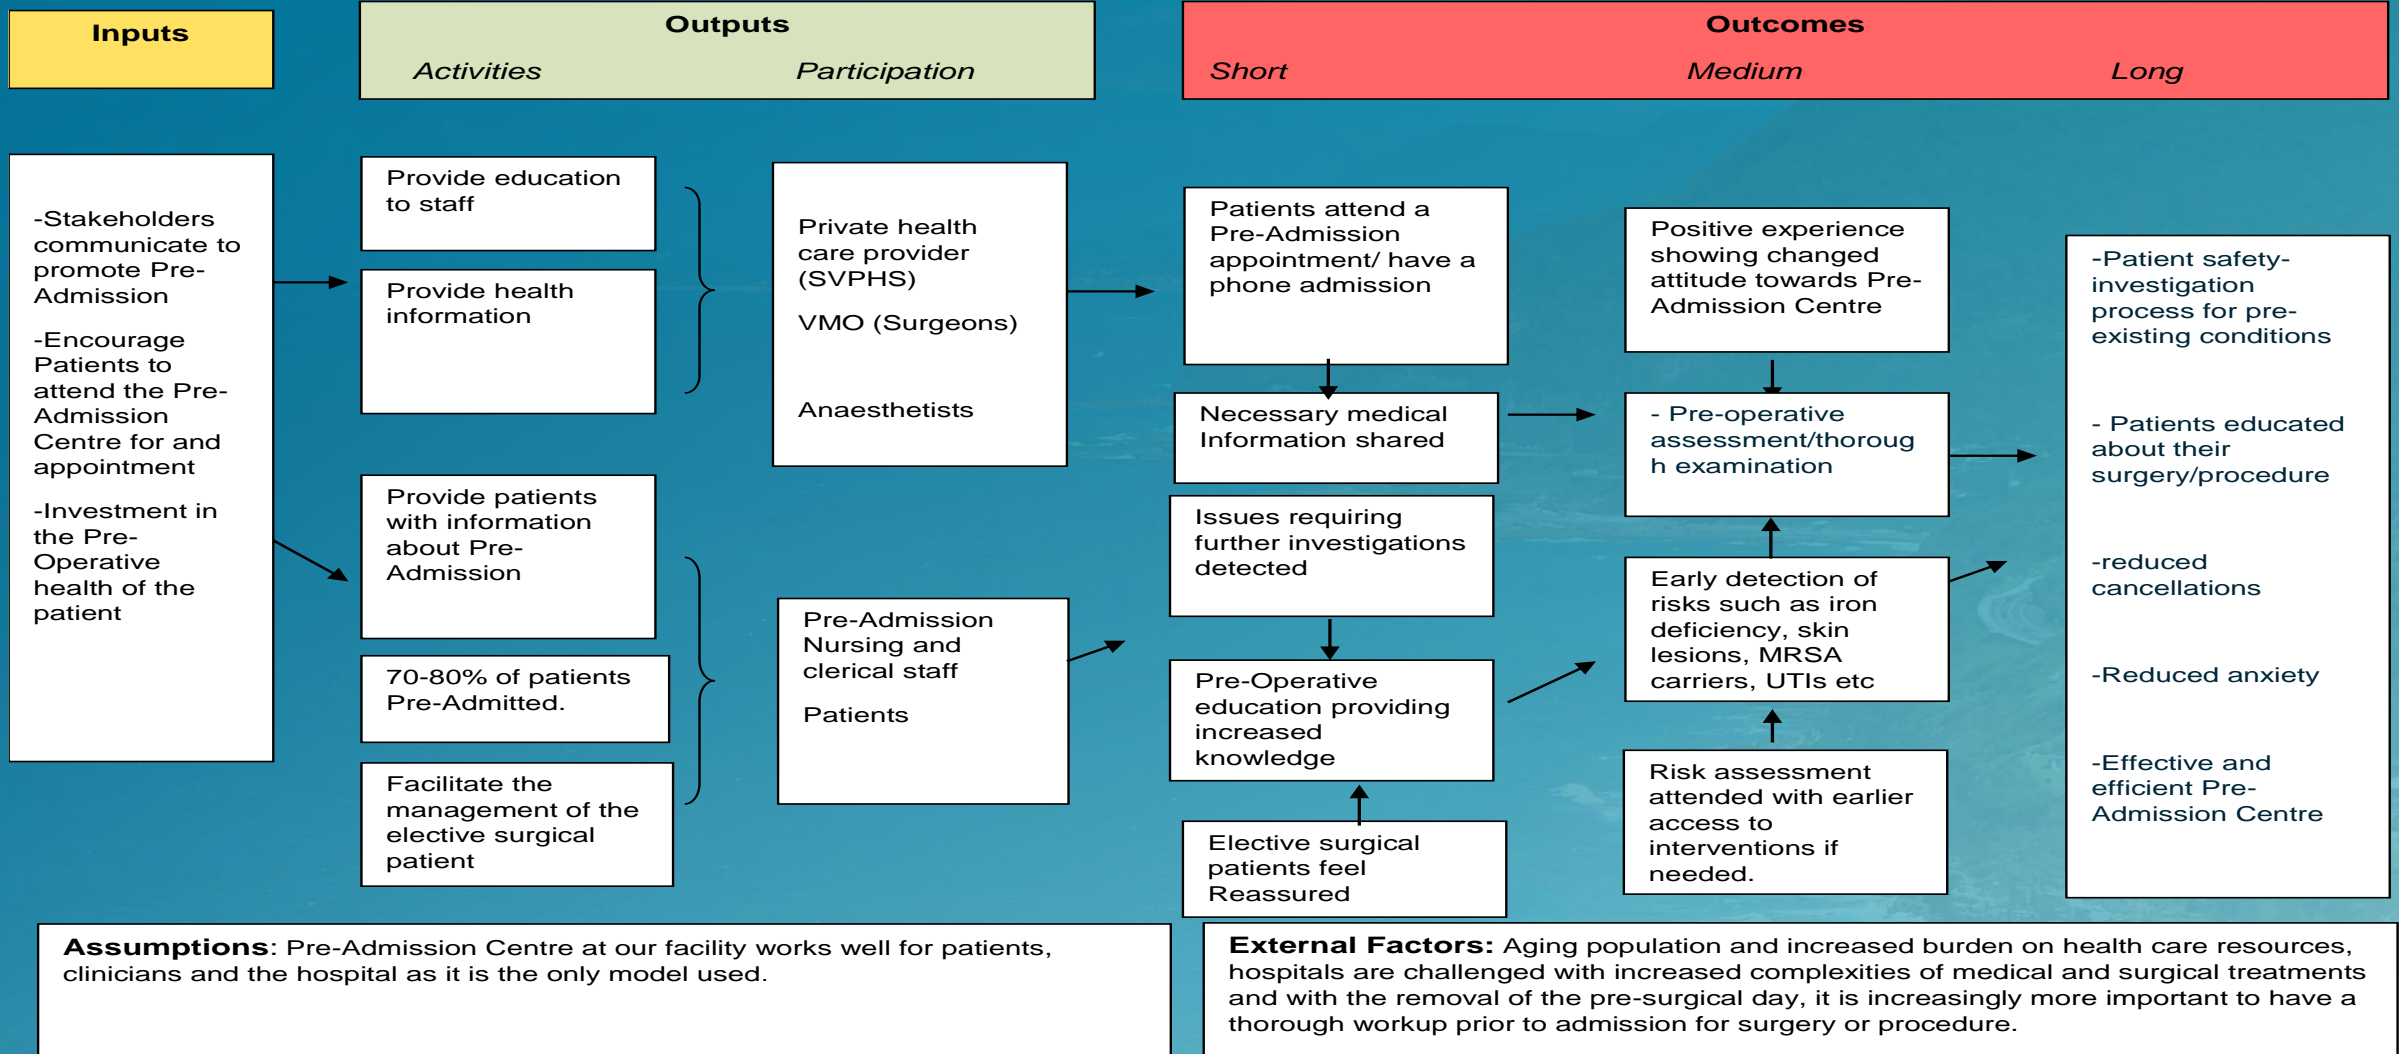 Inputs
Outputs
Activities
Participation
Outcomes
Short
Medium
Long
-Stakeholders
communicate to
promote Pre-
Admission
-Encourage
Patients to
attend the Pre-
Admission
Centre for and
appointment
-Investment in
the Pre-
Operative
health of the
patient
Provide education
to staff
Provide health
information
Provide patients
with information
about Pre-
Admission
70-80% of patients
Pre-Admitted.
Facilitate the
management of the
elective surgical
patient
Private health
care provider
(SVPHS)
VMO (Surgeons)
Anaesthetists
Pre-Admission
Nursing and
clerical staff
Patients
Patients attend a
Pre-Admission
appointment/ have a
phone admission
Necessary medical
Information shared
Issues requiring
further investigations
detected
Pre-Operative
education providing
increased
knowledge
Elective surgical
patients feel
Reassured
Positive experience
showing changed
attitude towards Pre-
Admission Centre
- Pre-operative
assessment/thoroug
h examination
Early detection of
risks such as iron
deficiency, skin
lesions, MRSA
carriers, UTIs etc
Risk assessment
attended with earlier
access to
interventions if
needed.
-Patient safety-
investigation
process for pre-
existing conditions
- Patients educated
about their
surgery/procedure
-reduced
cancellations
-Reduced anxiety
-Effective and
efficient Pre-
Admission Centre
Assumptions: Pre-Admission Centre at our facility works well for patients,
clinicians and the hospital as it is the only model used.
External Factors: Aging population and increased burden on health care resources,
hospitals are challenged with increased complexities of medical and surgical treatments
and with the removal of the pre-surgical day, it is increasingly more important to have a
thorough workup prior to admission for surgery or procedure.